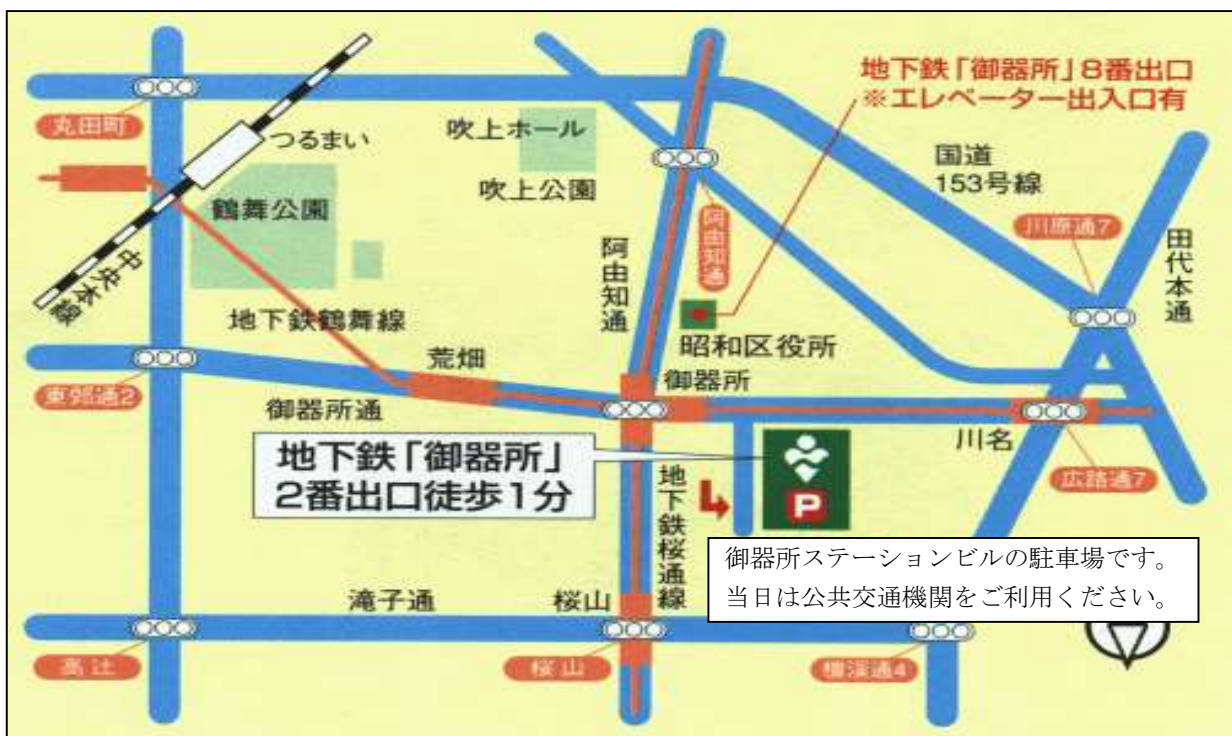 地下鉄「御器所」8番出口
※エレベーター出入口有
丸田町
つるまい
吹上ホール
吹上公園
国道
153号線
鶴舞公園
阿由知通
川原通7
田代本通
中央本線
阿由知通
地下鉄鶴舞線
昭和区役所
荒畑
御器所
東郊通2
御器所通
川名
地下鉄「御器所」
2番出口徒歩1分
広路通7
P
地下鉄桜通線
御器所ステーションビルの駐車場です。
当日は公共交通機関をご利用ください。
滝子通
桜山
高辻
桜山
檀渓通4